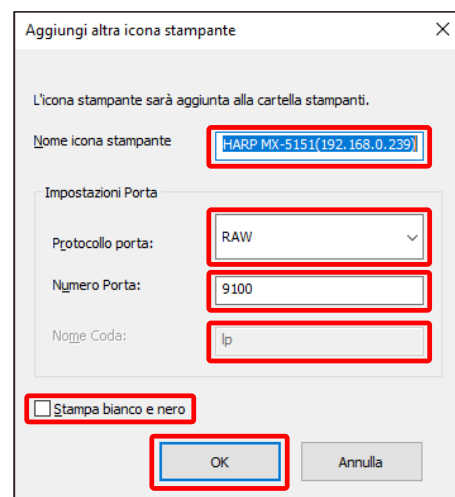 Aggiungi altra icona stampante
L'icona stampante sarà aggiunta alla cartella stampanti.
Nome icona stampante HARP MX-5151(192.168.0.239)
Impostazioni Porta
Protocollo porta: RAW
Numero Porta: 9100
Nome Coda: lp
Stampa bianco e nero
OK Annulla